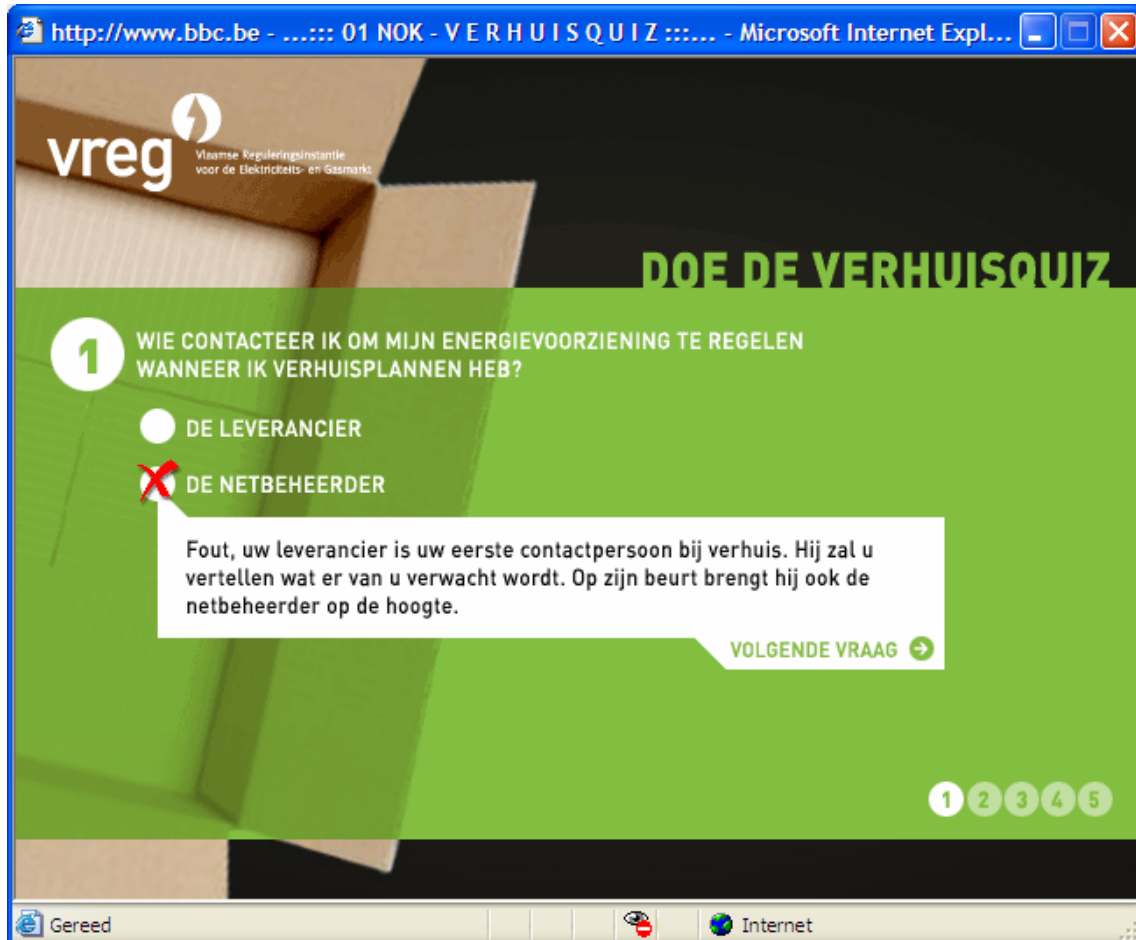 http://www.bbc.be - ...::: 01 NOK - V E R H U I S Q U I Z :::... - Microsoft Internet Expl...
vreg
Vlaamse Reguleringsinstantie
voor de Elektriciteits- en Gasmarkt
DOE DE VERHUISQUIZ
1
WIE CONTACTEER IK OM MIJN ENERGIEVOORZIENING TE REGELEN
WANNEER IK VERHUISPLANNEN HEB?
DE LEVERANCIER
DE NETBEHEERDER
Fout, uw leverancier is uw eerste contactpersoon bij verhuis. Hij zal u
vertellen wat er van u verwacht wordt. Op zijn beurt brengt hij ook de
netbeheerder op de hoogte.
VOLGENDE VRAAG
1 2 3 4 5
Gereed
Internet